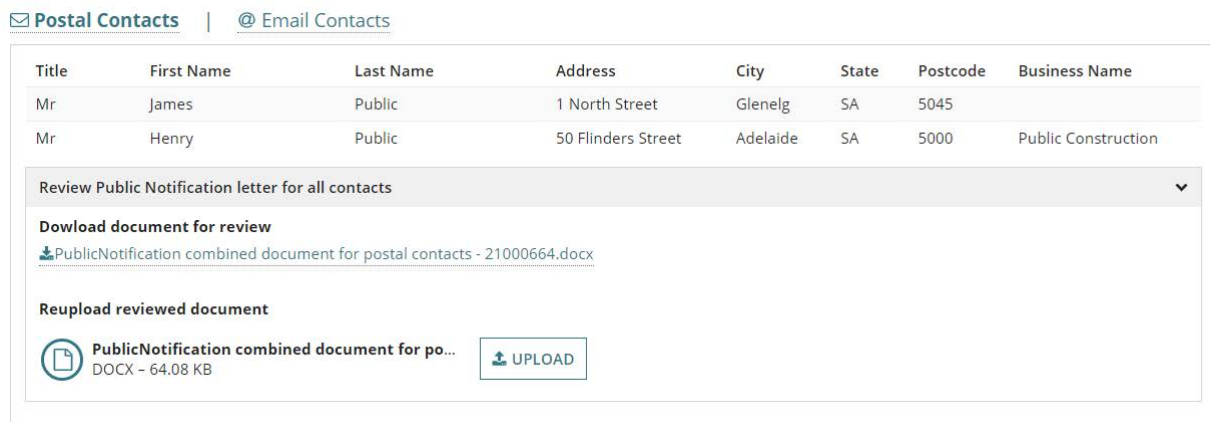 Postal Contacts | @ Email Contacts
Title First Name Last Name Address City State Postcode Business Name
Mr James Public 1 North Street Glenelg SA 5045
Mr Henry Public 50 Flinders Street Adelaide SA 5000 Public Construction
Review Public Notification letter for all contacts
Dowload document for review
PublicNotification combined document for postal contacts - 21000664.docx
Reupload reviewed document
PublicNotification combined document for po...
DOCX – 64.08 KB
UPLOAD